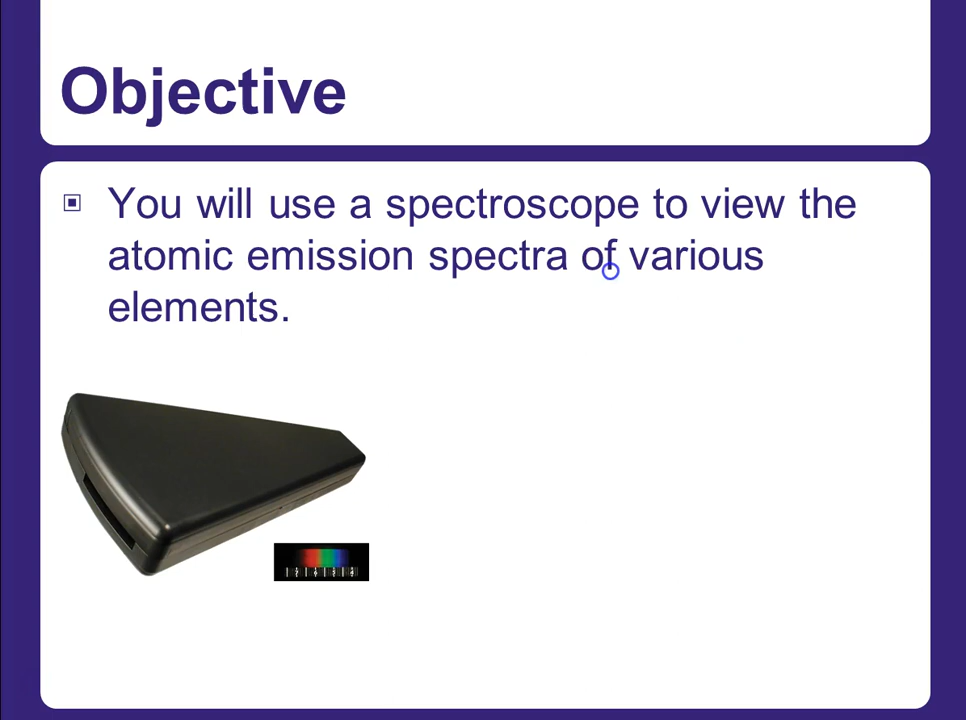 Objective
You will use a spectroscope to view the
atomic emission spectra of various
elements.